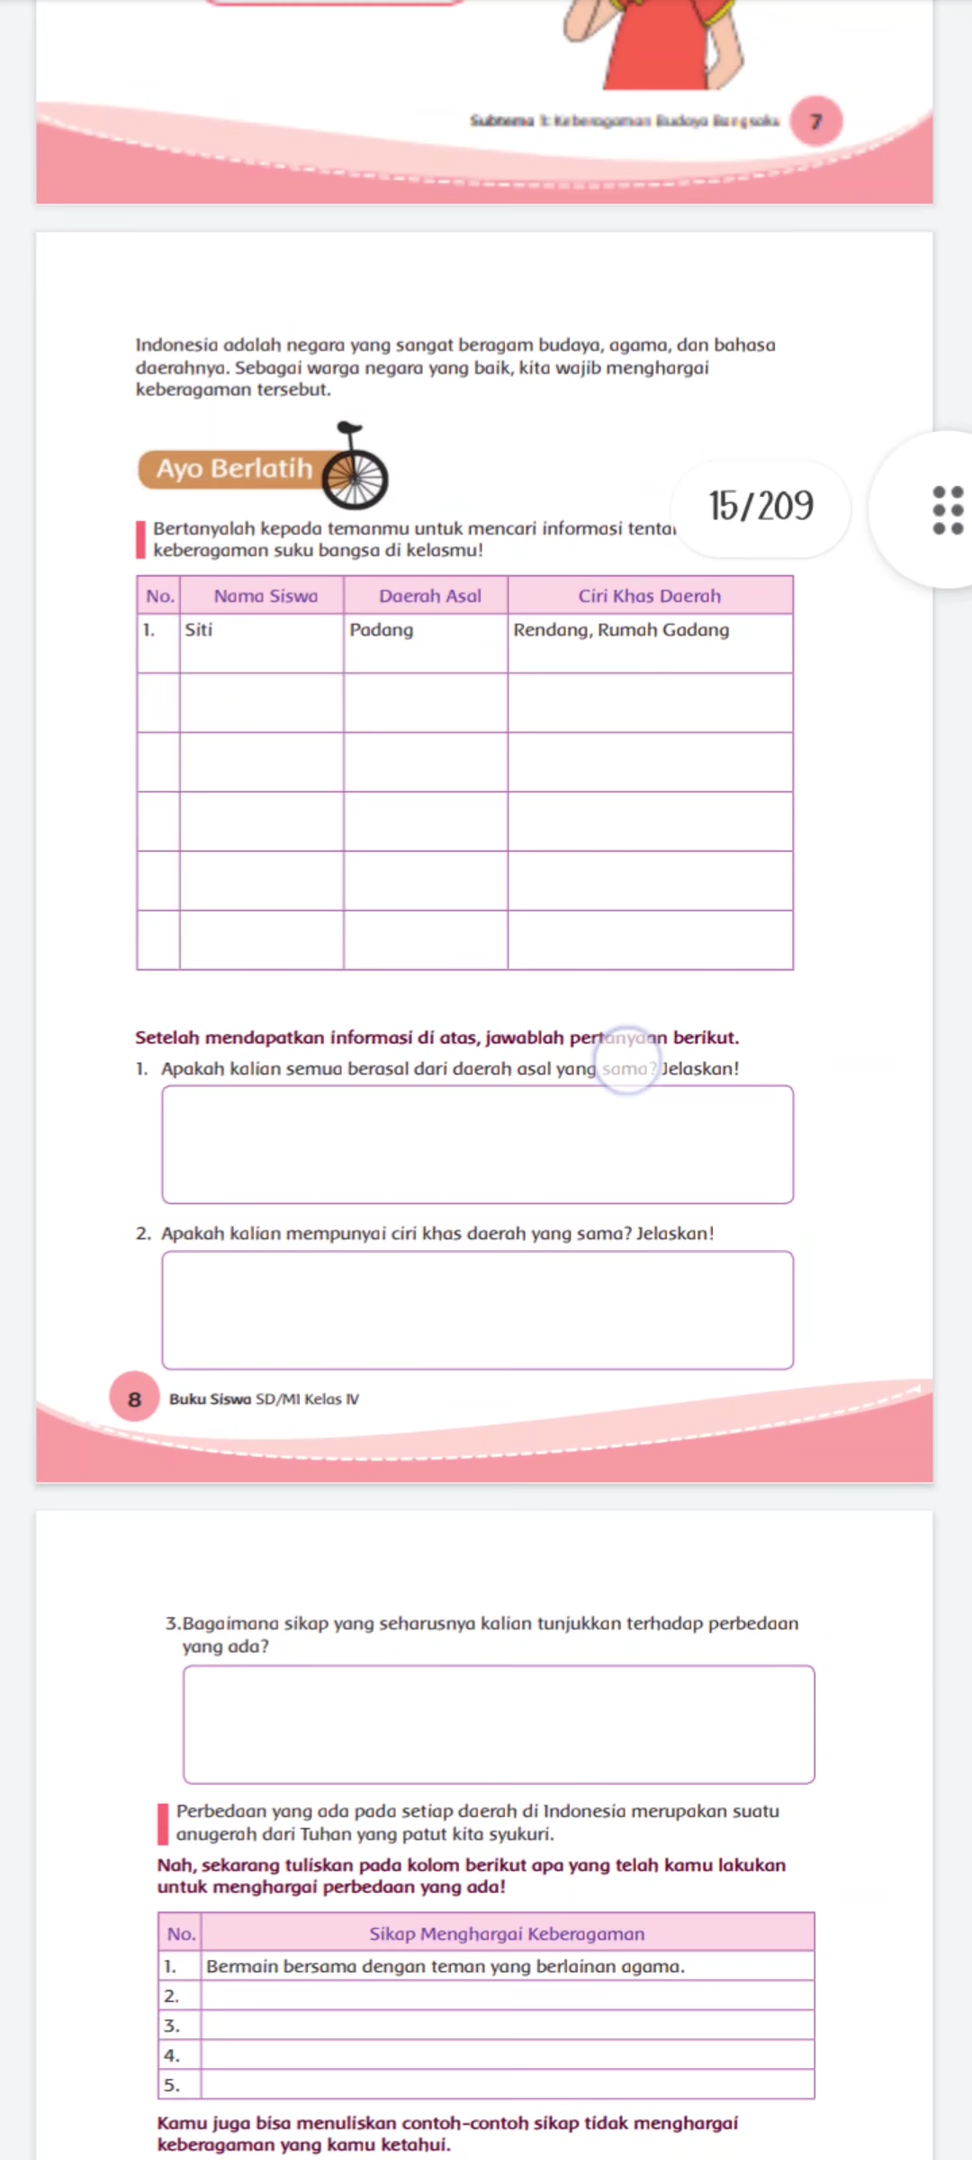 Subtema 1: Keberagaman Budaya Bangsaku 7
Indonesia adalah negara yang sangat beragam budaya, agama, dan bahasa
daerahnya. Sebagai warga negara yang baik, kita wajib menghargai
keberagaman tersebut.
Ayo Berlatih
15/209
Bertanyalah kepada temanmu untuk mencari informasi
keberagaman suku bangsa di kelasmu!
No. Nama Siswa Daerah Asal Ciri Khas Daerah
1. Siti Padang Rendang, Rumah Gadang
Setelah mendapatkan informasi di atas, jawablah pertanyaan berikut.
1. Apakah kalian semua berasal dari daerah asal yang sama? Jelaskan!
2. Apakah kalian mempunyai ciri khas daerah yang sama? Jelaskan!
8 Buku Siswa SD/MI Kelas IV
3.Bagaimana sikap yang seharusnya kalian tunjukkan terhadap perbedaan
yang ada?
Perbedaan yang ada pada setiap daerah di Indonesia merupakan suatu
anugerah dari Tuhan yang patut kita syukuri.
Nah, sekarang tuliskan pada kolom berikut apa yang telah kamu lakukan
untuk menghargai perbedaan yang ada!
No. Sikap Menghargai Keberagaman
1. Bermain bersama dengan teman yang berlainan agama.
2.
3.
4.
5.
Kamu juga bisa menuliskan contoh-contoh sikap tidak menghargai
keberagaman yang kamu ketahui.